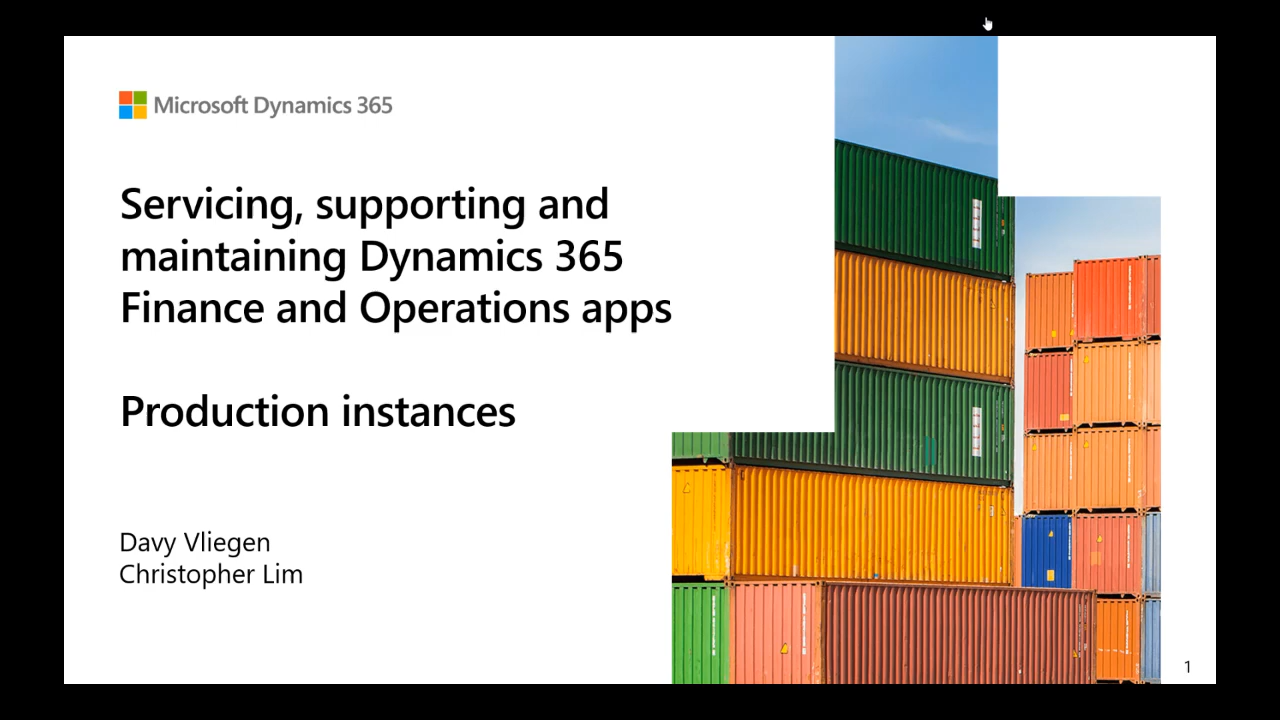 Microsoft Dynamics 365
Servicing, supporting and
maintaining Dynamics 365
Finance and Operations apps
Production instances
Davy Vliegen
Christopher Lim
1